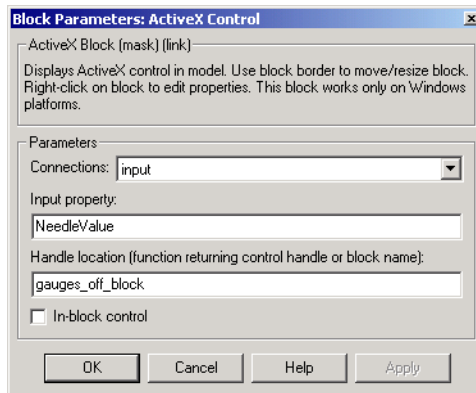 Block Parameters: ActiveX Control
ActiveX Block (mask) (link)
Displays ActiveX control in model. Use block border to move/resize block.
Right-click on block to edit properties. This block works only on Windows
platforms.
Parameters
Connections: input
Input property:
NeedleValue
Handle location (function returning control handle or block name):
gauges_off_block
In-block control
OK Cancel Help Apply